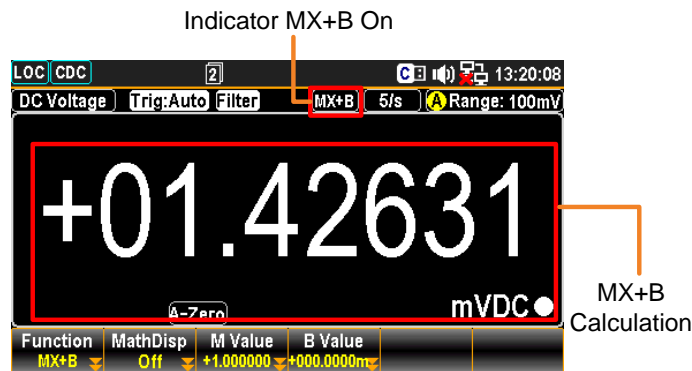 Indicator MX+B On
LOC CDC 2 C 13:20:08
DC Voltage Trig:Auto Filter MX+B 5/s A Range: 100mV
+01.42631
A-Zero mVDC
MX+B
Calculation
Function MathDisp M Value B Value
MX+B Off +1.000000 +000.0000m